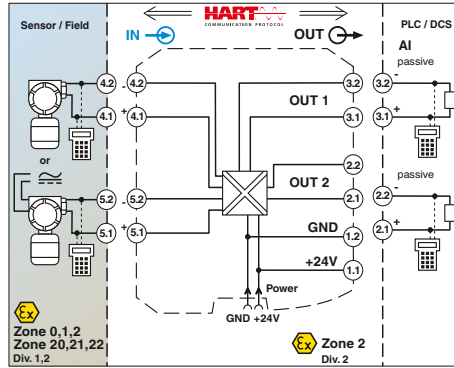 Sensor / Field
HART
COMMUNICATION PROTOCOL
PLC / DCS
IN
OUT
AI
passive
4.2
-
4.2
3.2
3.2
-
OUT 1
4.1
+
4.1
3.1
3.1
+
or
2.2
passive
OUT 2
5.2
-
5.2
2.1
2.2
-
GND
5.1
+
5.1
1.2
2.1
+
+24V
1.1
Power
GND +24V
Ex
Zone 0,1,2
Zone 20,21,22
Div. 1,2
Ex
Zone 2
Div. 2